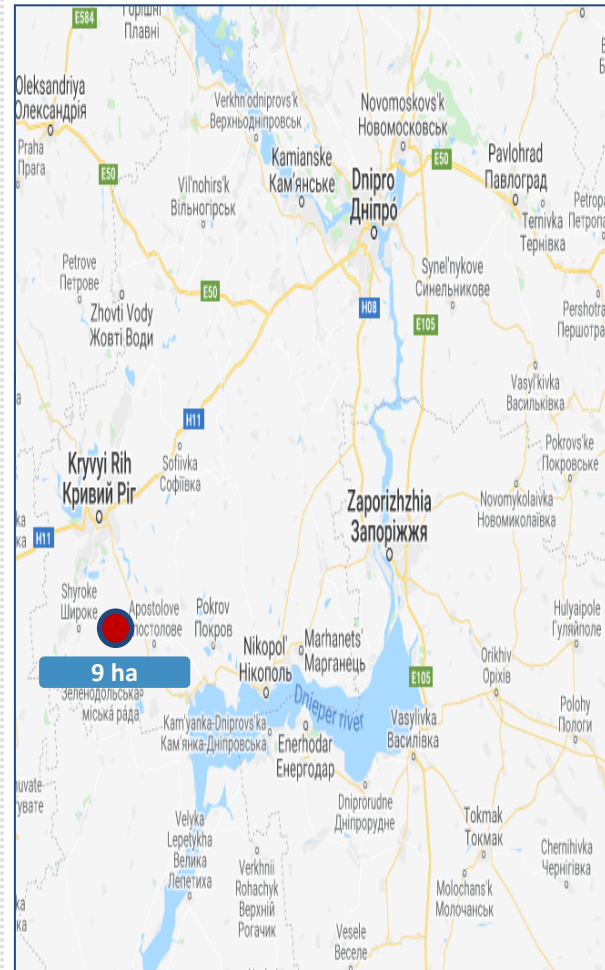 E584
Горішні
Плавні
Oleksandriya
Олександрія
Verkhn'odniprovs'k
Верхньодніпровськ
Novomoskovs'k
Новомосковськ
Praha
Прага
E50
Kamianske
Кам'янське
E50
Pavlohrad
Павлоград
Vil'nohirs'k
Вільногірськ
Dnipro
Дніпро́
Ternivka
Тернівка
Petrove
Петрове
Synel'nykove
Синельникове
E50
Zhovti Vody
Жовті Води
H08
E105
Vasyl'kivka
Васильківка
H11
Sofiivka
Софіївка
Pokrovs'ke
Покровське
Kryvyi Rih
Кривий Ріг
Zaporizhzhia
Запоріжжя
Novomykolaivka
Новомиколаївка
H11
Shyroke
Широке
Apostolove
постолове
Pokrov
Покров
Hulyaipole
Гуляйполе
9 ha
Nikopol'
Нікополь
Marhanets'
Марганець
Orikhiv
Оріхів
E105
Зеленодольська
міська рада
Dnieper river
Kam'yanka-Dniprovs'ka
Кам'янка-Дніпровська
Enerhodar
Енергодар
Vasylivka
Василівка
Polohy
Пологи
Dniprorudne
Дніпрорудне
Velyka
Lepetykha
Велика
Лепетиха
Tokmak
Токмак
Chernihivka
Чернігівка
Verkhnii
Rohachyk
Верхній
Рогачик
Molochans'k
Молочанськ
Vesele
Веселе